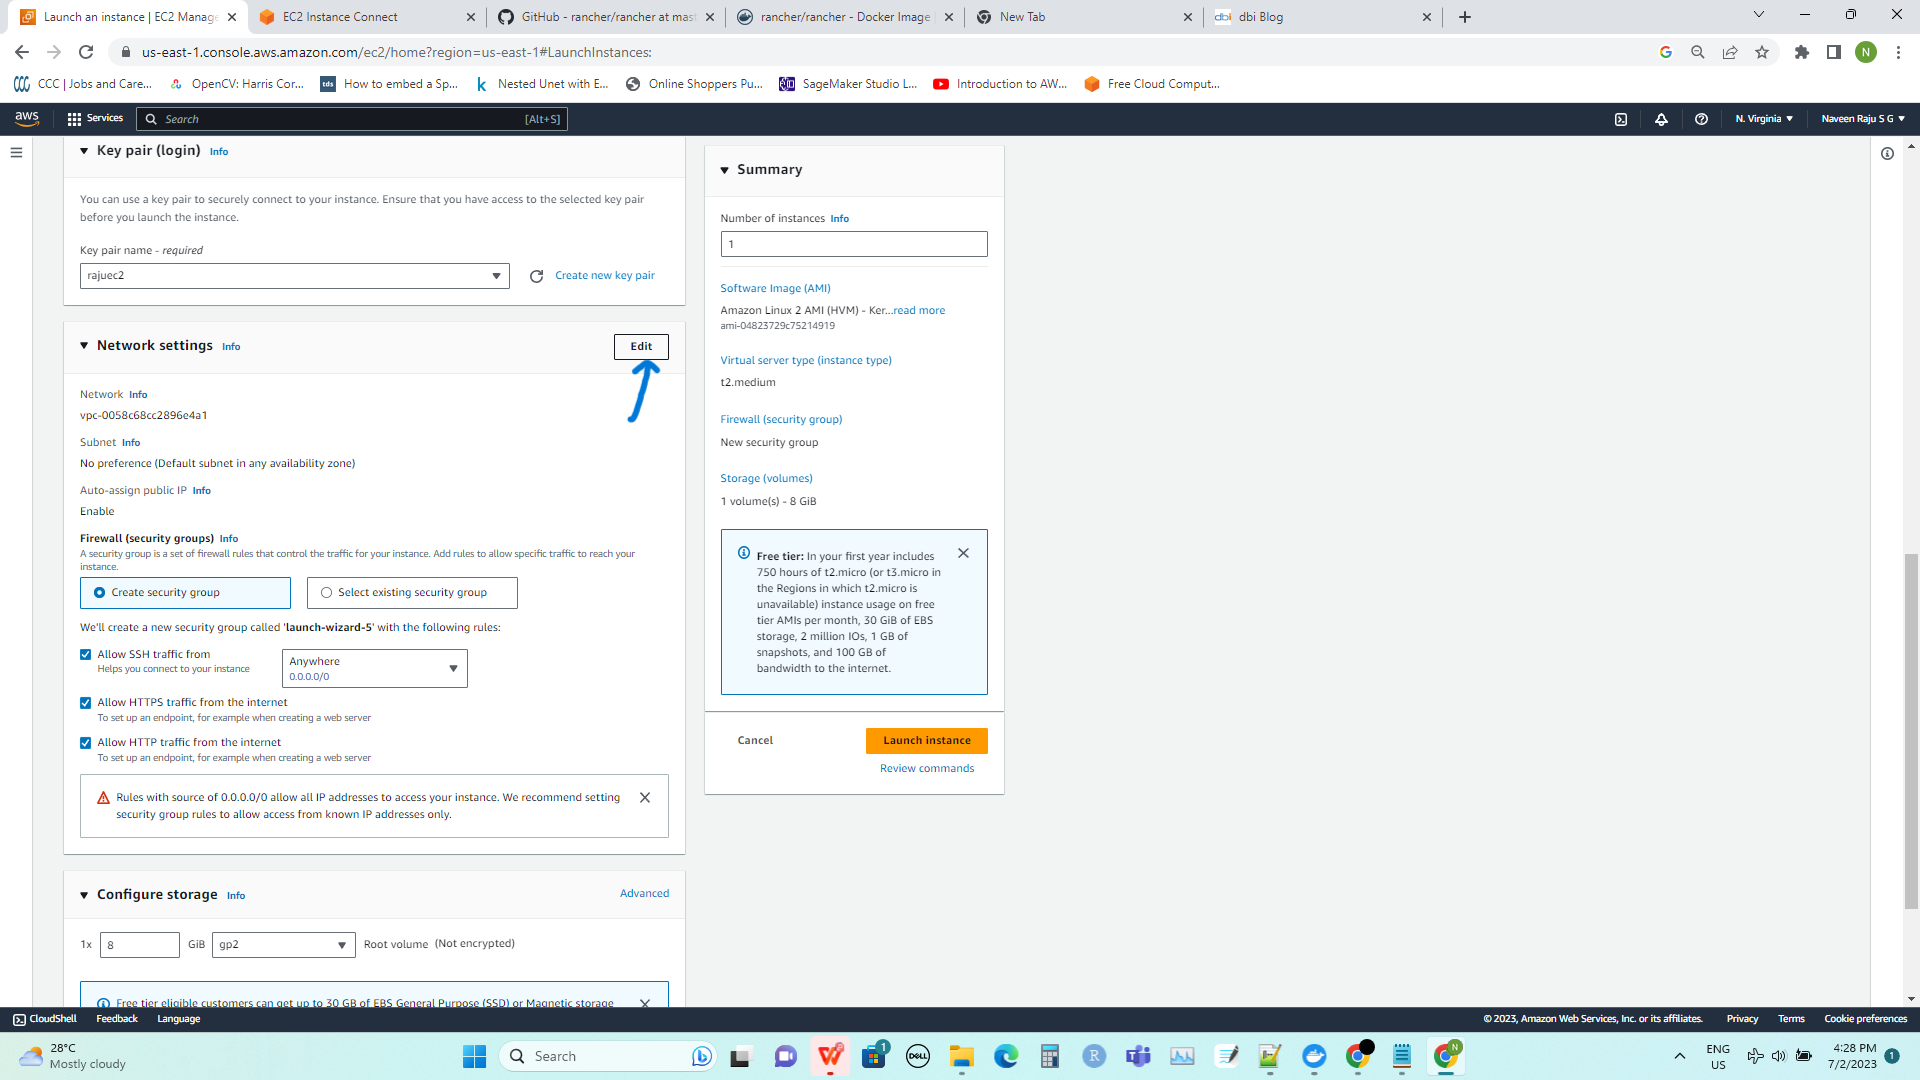 Launch an instance | EC2 Manage
EC2 Instance Connect
GitHub - rancher/rancher at mast
rancher/rancher - Docker Image
New Tab
dbi
dbi Blog
us-east-1.console.aws.amazon.com/ec2/home?region=us-east-1#LaunchInstances:
N
CCC | Jobs and Care...
OpenCV: Harris Cor...
tds
How to embed a Sp...
k
Nested Unet with E...
Online Shoppers Pu...
SageMaker Studio L...
Introduction to AW...
Free Cloud Comput...
aws
Services
Search
[Alt+S]
N. Virginia
Naveen Raju S G
Key pair (login) Info
You can use a key pair to securely connect to your instance. Ensure that you have access to the selected key pair
before you launch the instance.
Key pair name - required
rajuec2
Create new key pair
Network settings Info
Edit
Network Info
vpc-0058c68cc2896e4a1
Subnet Info
No preference (Default subnet in any availability zone)
Auto-assign public IP Info
Enable
Firewall (security groups) Info
A security group is a set of firewall rules that control the traffic for your instance. Add rules to allow specific traffic to reach your
instance.
Create security group
Select existing security group
We'll create a new security group called 'launch-wizard-5' with the following rules:
Allow SSH traffic from
Helps you connect to your instance
Anywhere
0.0.0.0/0
Allow HTTPS traffic from the internet
To set up an endpoint, for example when creating a web server
Allow HTTP traffic from the internet
To set up an endpoint, for example when creating a web server
Rules with source of 0.0.0.0/0 allow all IP addresses to access your instance. We recommend setting
security group rules to allow access from known IP addresses only.
Configure storage Info
Advanced
1x
8
GiB
gp2
Root volume (Not encrypted)
Free tier eligible customers can get up to 30 GB of EBS General Purpose (SSD) or Magnetic storage
Summary
Number of instances Info
1
Software Image (AMI)
Amazon Linux 2 AMI (HVM) - Ker...read more
ami-04823729c75214919
Virtual server type (instance type)
t2.medium
Firewall (security group)
New security group
Storage (volumes)
1 volume(s) - 8 GiB
Free tier: In your first year includes
750 hours of t2.micro (or t3.micro in
the Regions in which t2.micro is
unavailable) instance usage on free
tier AMIs per month, 30 GiB of EBS
storage, 2 million IOs, 1 GB of
snapshots, and 100 GB of
bandwidth to the internet.
Cancel
Launch instance
Review commands
CloudShell
Feedback
Language
© 2023, Amazon Web Services, Inc. or its affiliates.
Privacy
Terms
Cookie preferences
28°C
Mostly cloudy
Search
1
DELL
R
N
ENG
US
4:28 PM
7/2/2023
1